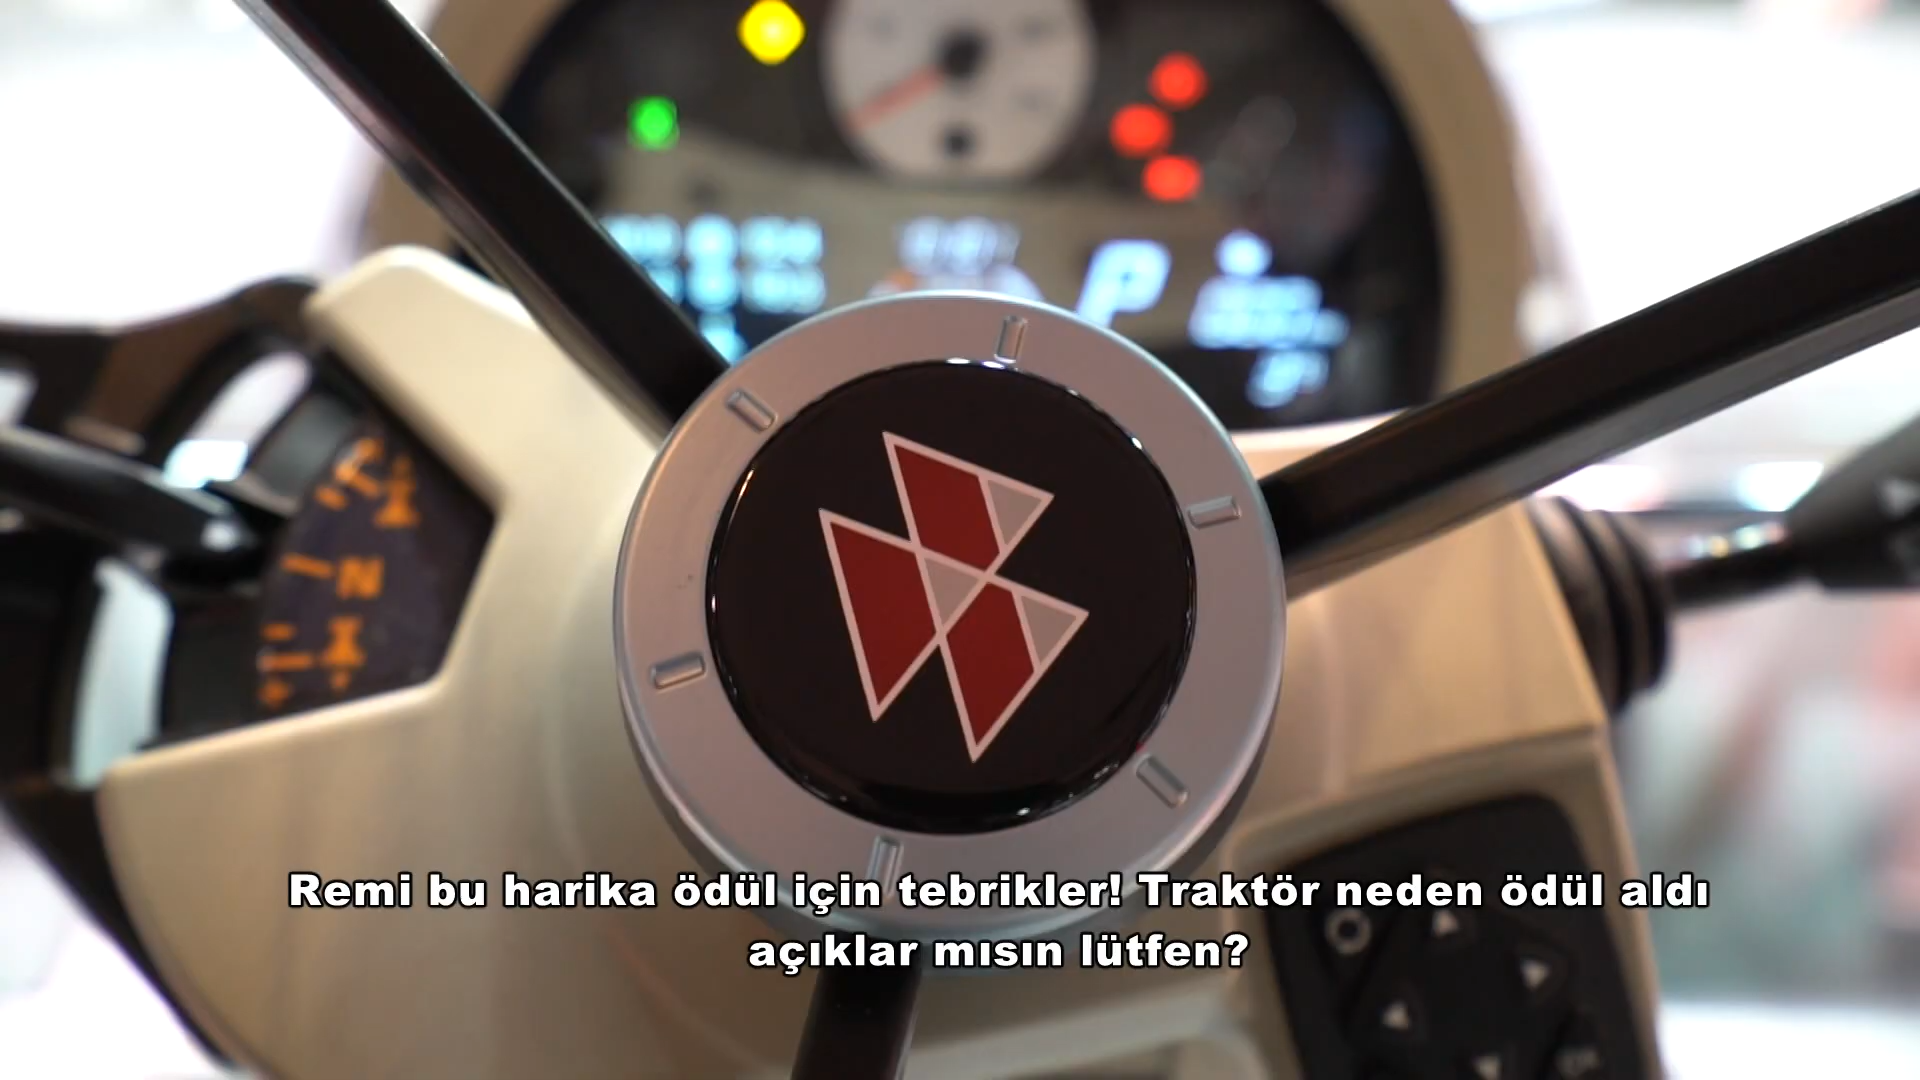 P
N
Remi bu harika ödül için tebrikler! Traktör neden ödül aldı
açıklar mısın lütfen?